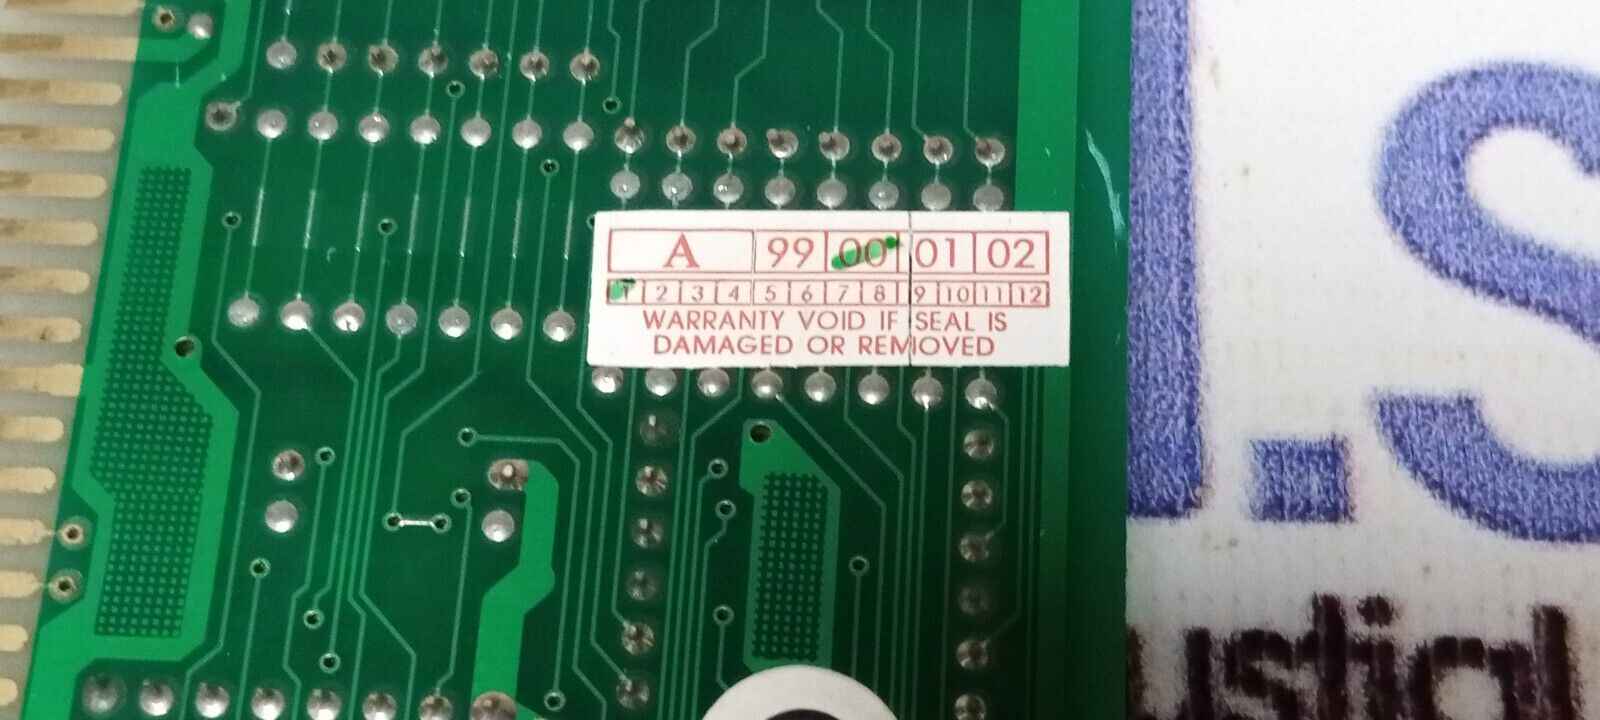 A 99 00 01 02
1 2 3 4 5 6 7 8 9 10 11 12
WARRANTY VOID IF SEAL IS
DAMAGED OR REMOVED
.S
ustial